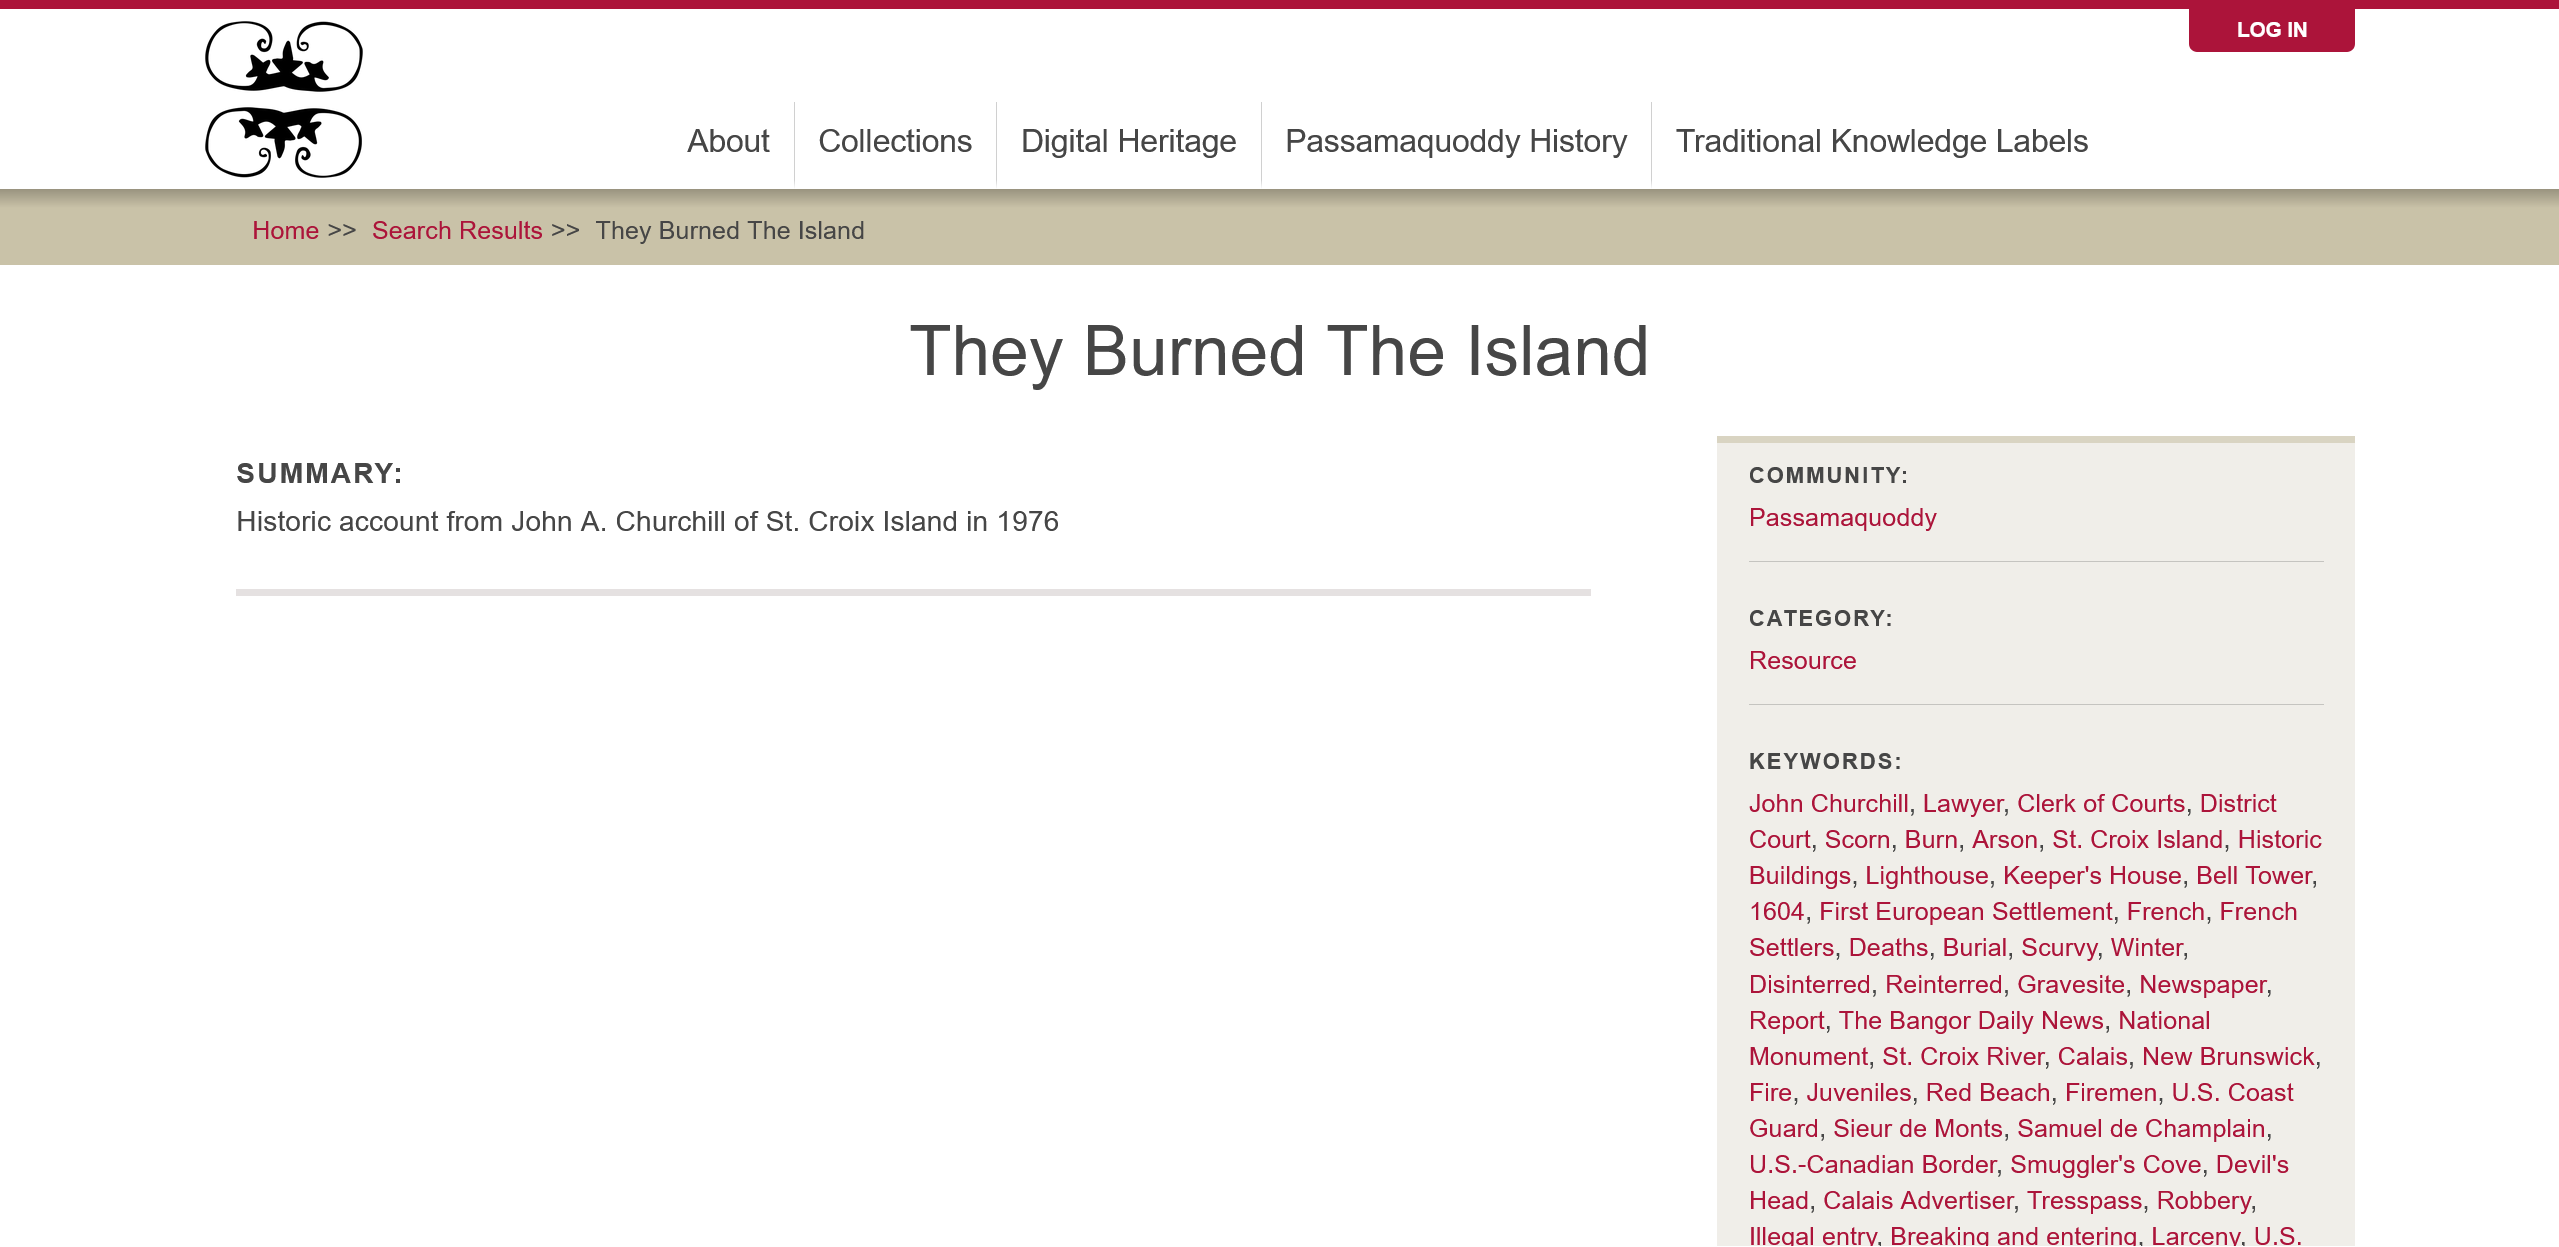 LOG IN
About
Collections
Digital Heritage
Passamaquoddy History
Traditional Knowledge Labels
Home >> Search Results >> They Burned The Island
They Burned The Island
SUMMARY:
Historic account from John A. Churchill of St. Croix Island in 1976
COMMUNITY:
Passamaquoddy
CATEGORY:
Resource
KEYWORDS:
John Churchill, Lawyer, Clerk of Courts, District
Court, Scorn, Burn, Arson, St. Croix Island, Historic
Buildings, Lighthouse, Keeper's House, Bell Tower,
1604, First European Settlement, French, French
Settlers, Deaths, Burial, Scurvy, Winter,
Disinterred, Reinterred, Gravesite, Newspaper,
Report, The Bangor Daily News, National
Monument, St. Croix River, Calais, New Brunswick,
Fire, Juveniles, Red Beach, Firemen, U.S. Coast
Guard, Sieur de Monts, Samuel de Champlain,
U.S.-Canadian Border, Smuggler's Cove, Devil's
Head, Calais Advertiser, Tresspass, Robbery,
Illegal entry, Breaking and entering, Larceny, U.S.